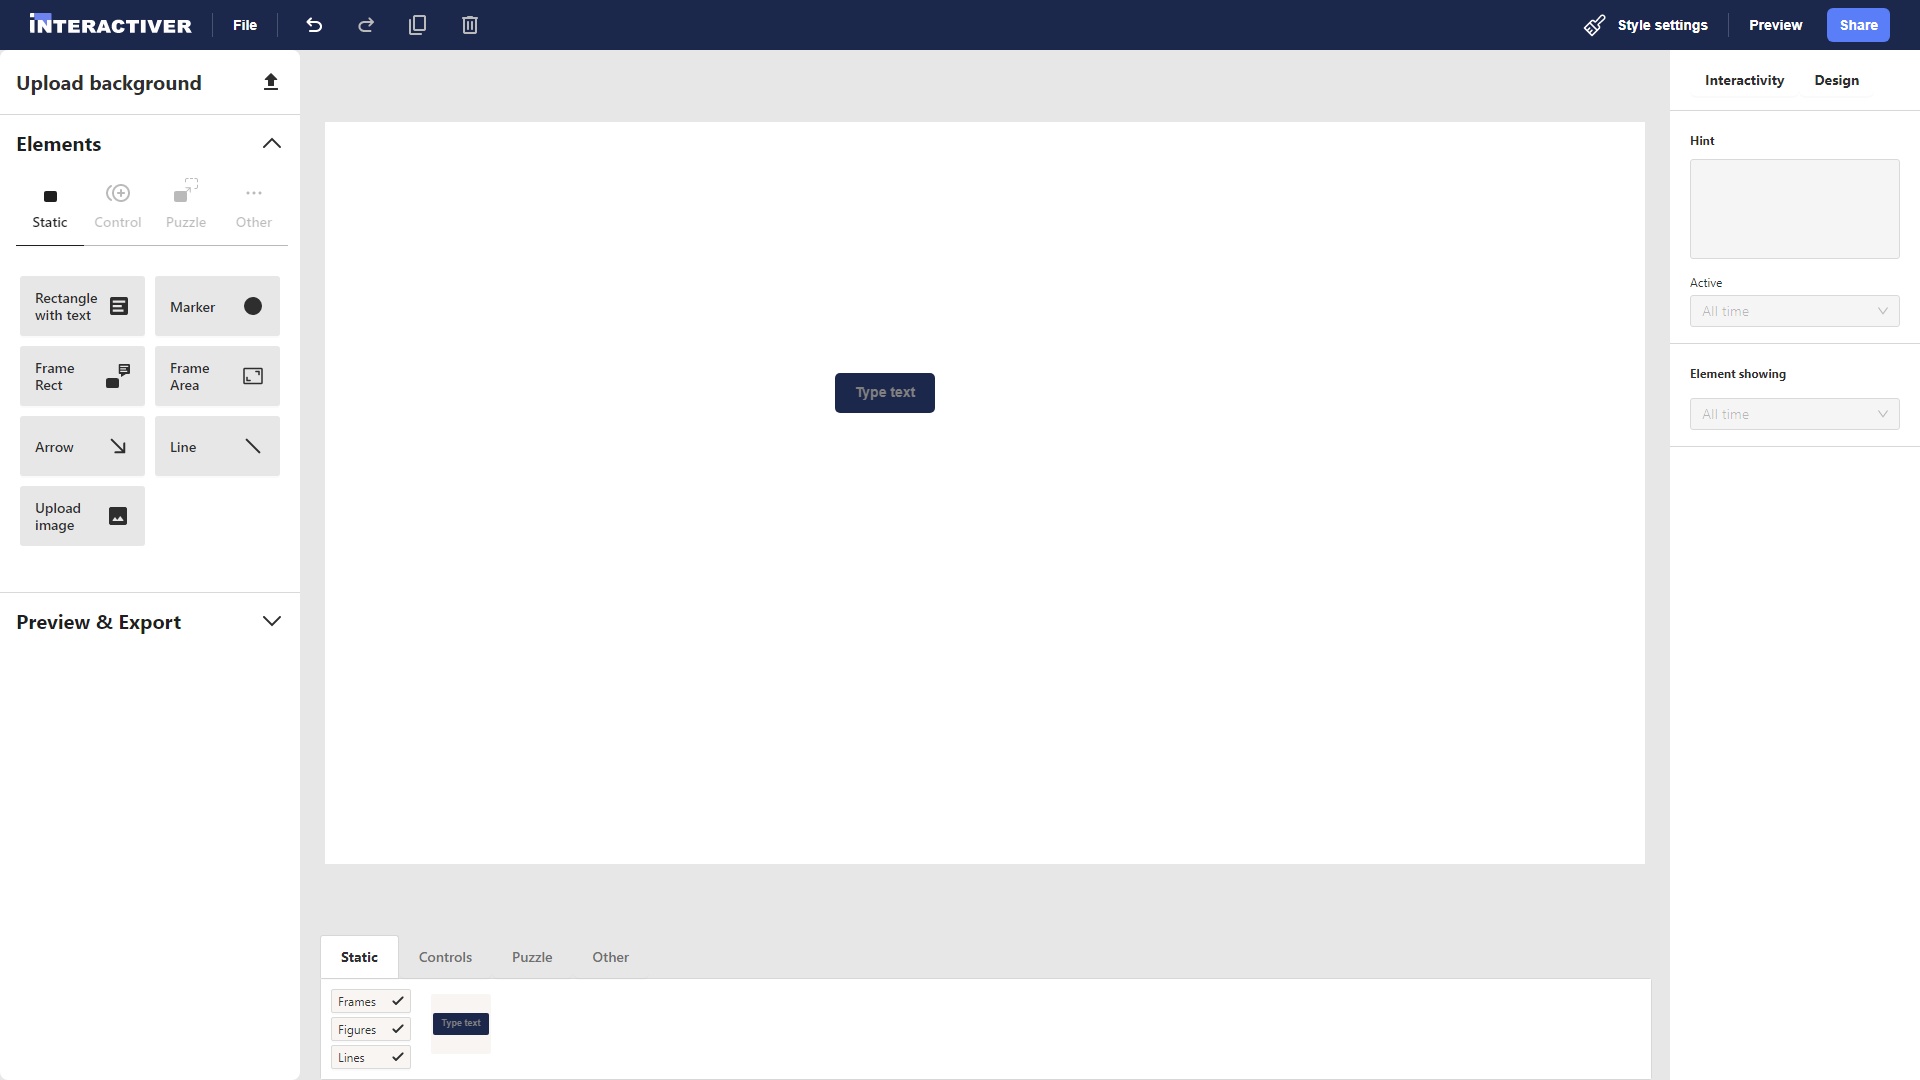 INTERACTIVER
File
Style settings
Preview
Share
Upload background
Elements
Static
Control
Puzzle
Other
Rectangle
with text
Marker
Frame
Rect
Frame
Area
Arrow
Line
Upload
image
Preview & Export
Type text
Interactivity
Design
Hint
Active
All time
Element showing
All time
Static
Controls
Puzzle
Other
Frames
Figures
Lines
Type text